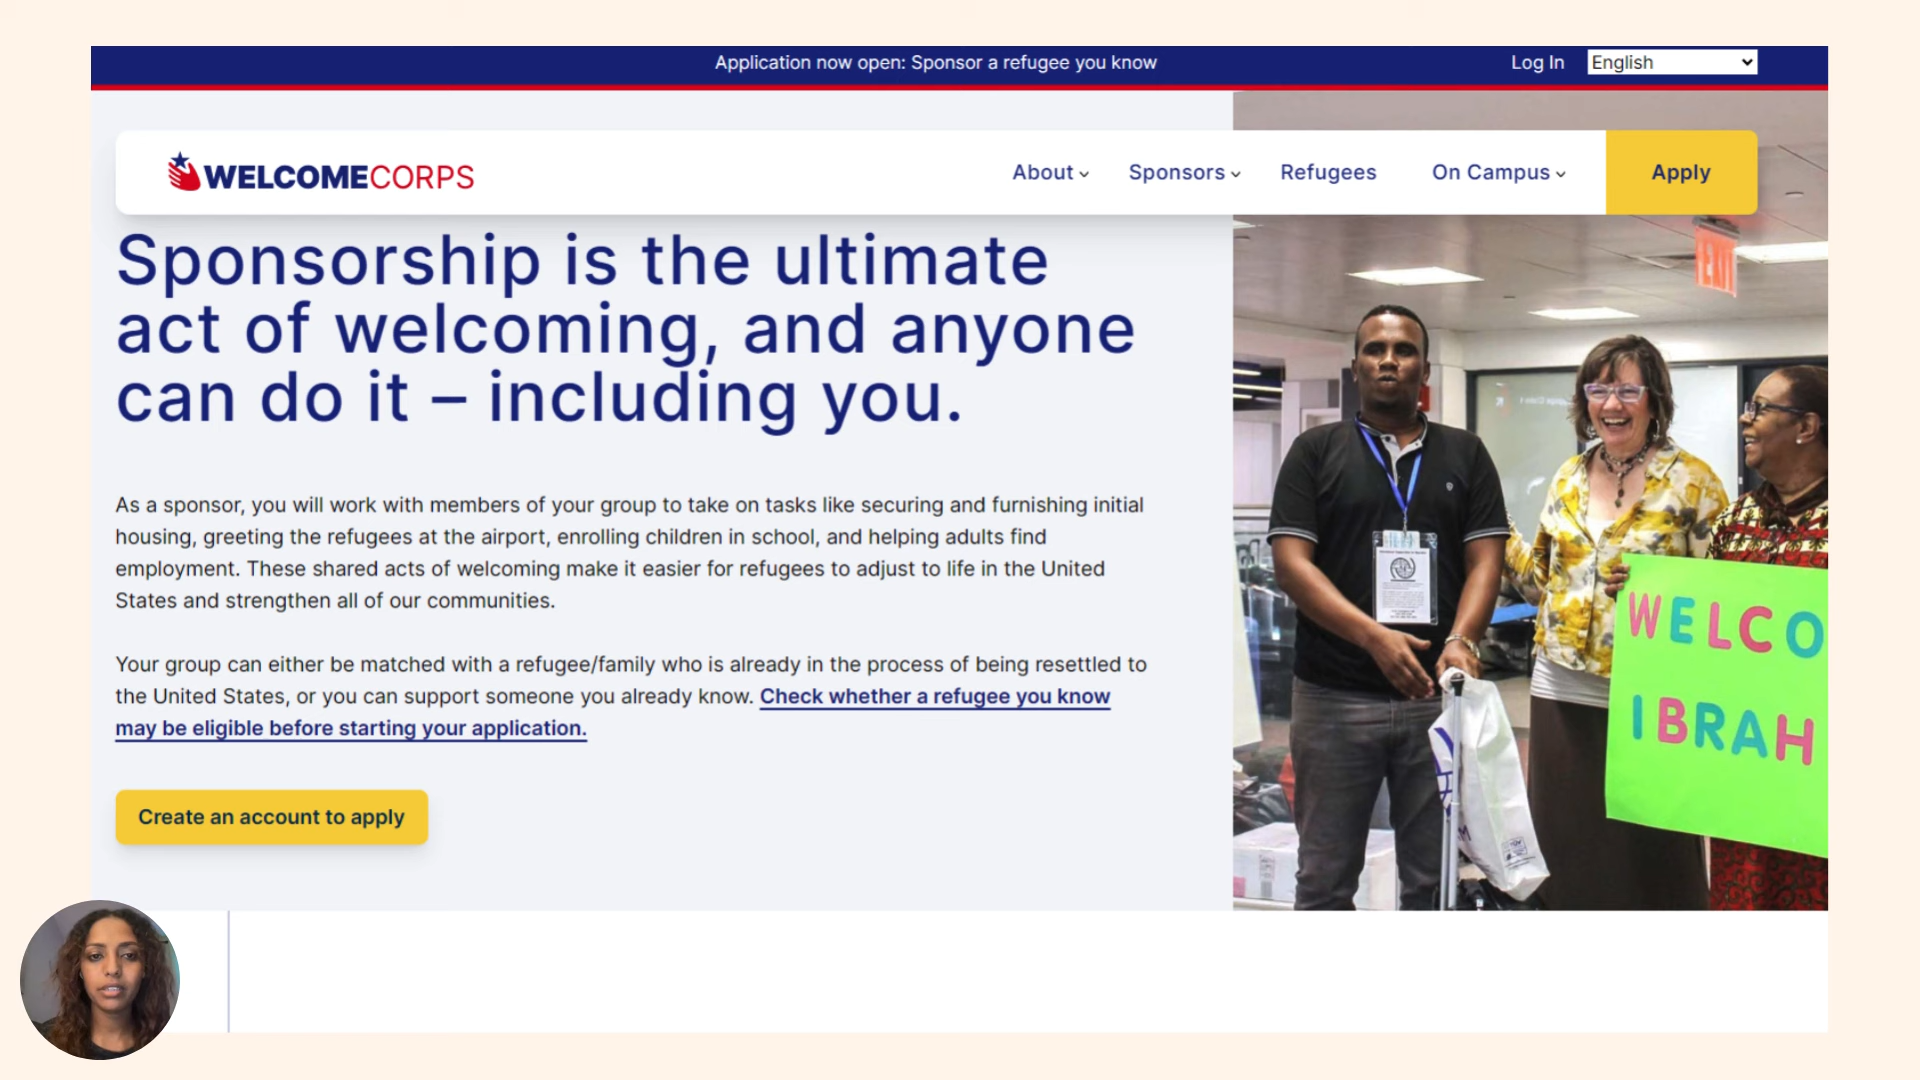 Application now open: Sponsor a refugee you know
Log In
English
WELCOMECORPS
About
Sponsors
Refugees
On Campus
Apply
Sponsorship is the ultimate
act of welcoming, and anyone
can do it – including you.
As a sponsor, you will work with members of your group to take on tasks like securing and furnishing initial
housing, greeting the refugees at the airport, enrolling children in school, and helping adults find
employment. These shared acts of welcoming make it easier for refugees to adjust to life in the United
States and strengthen all of our communities.
Your group can either be matched with a refugee/family who is already in the process of being resettled to
the United States, or you can support someone you already know. Check whether a refugee you know
may be eligible before starting your application.
Create an account to apply
EXIT
WELCO
IBRAH